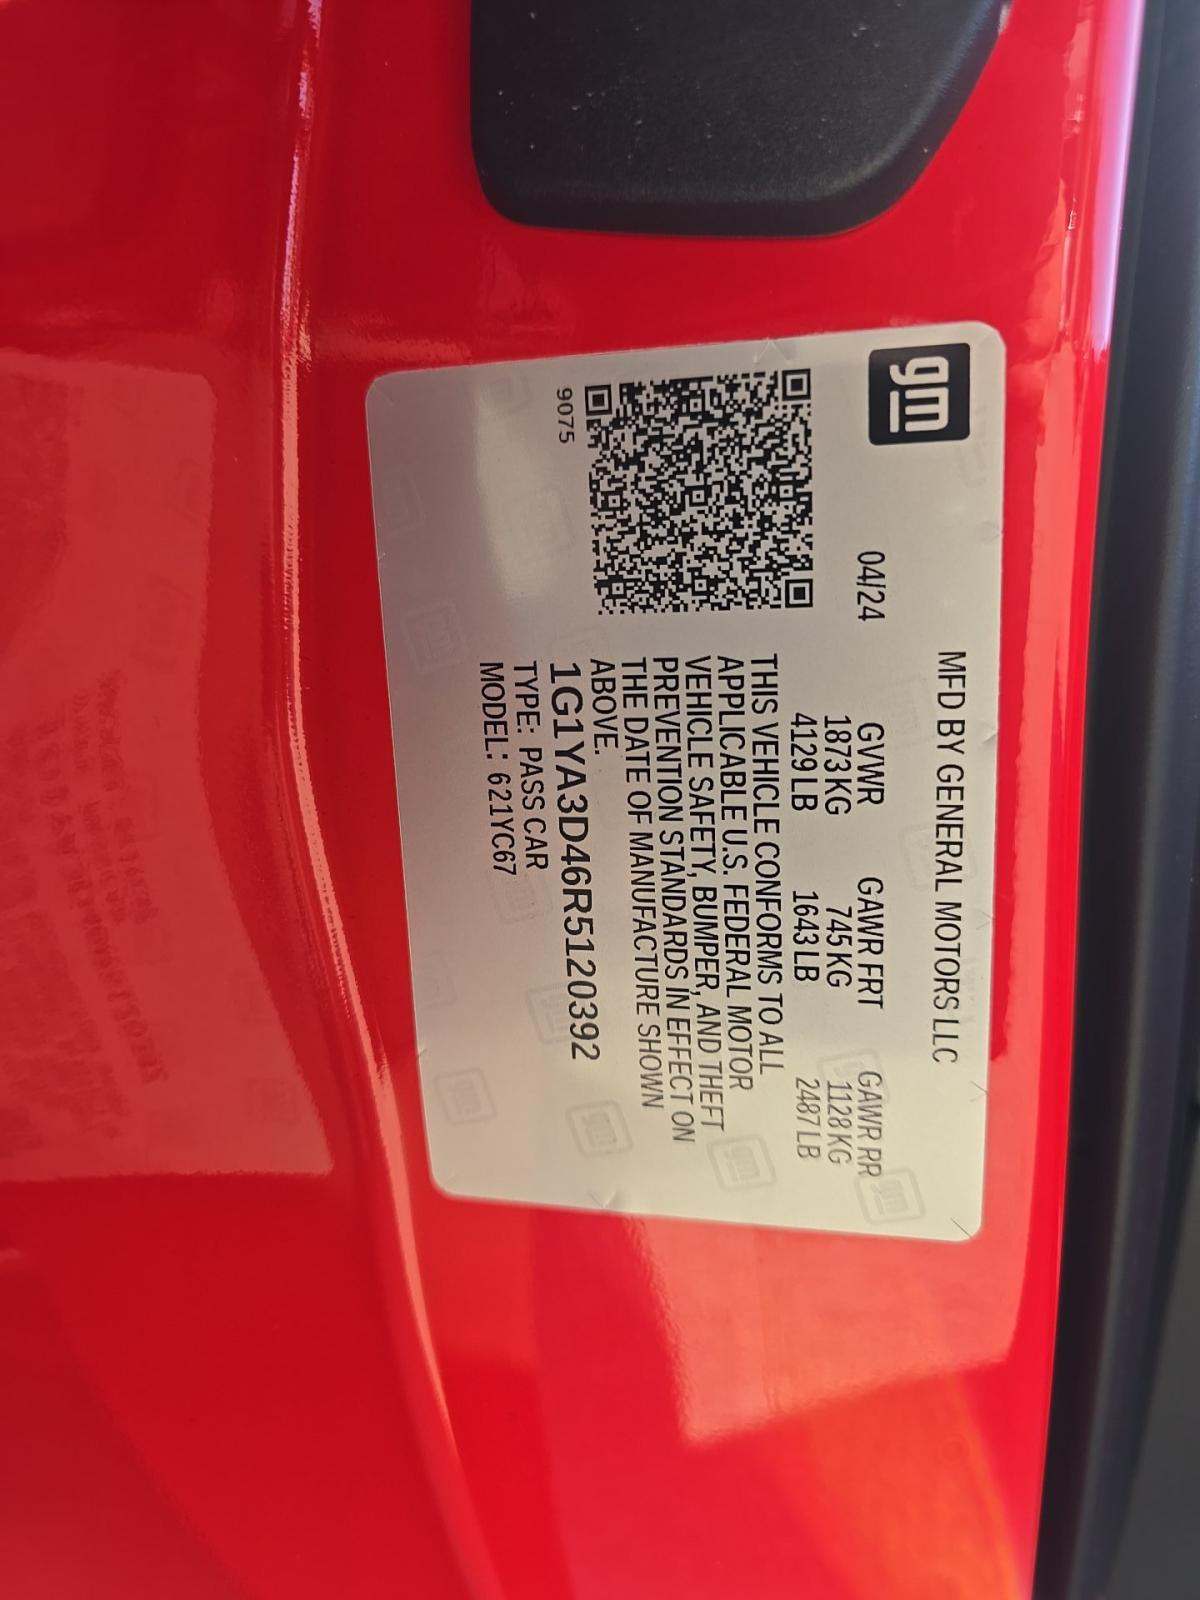 gm
MFD BY GENERAL MOTORS LLC
04/24 GVWR GAWR FRT GAWR RR
1873 KG 745 KG 1128 KG
4129 LB 1643 LB 2487 LB
THIS VEHICLE CONFORMS TO ALL
APPLICABLE U.S. FEDERAL MOTOR
VEHICLE SAFETY, BUMPER, AND THEFT
PREVENTION STANDARDS IN EFFECT ON
THE DATE OF MANUFACTURE SHOWN
ABOVE.
9075
1G1YA3D46R5120392
TYPE: PASS CAR
MODEL: 621YC67